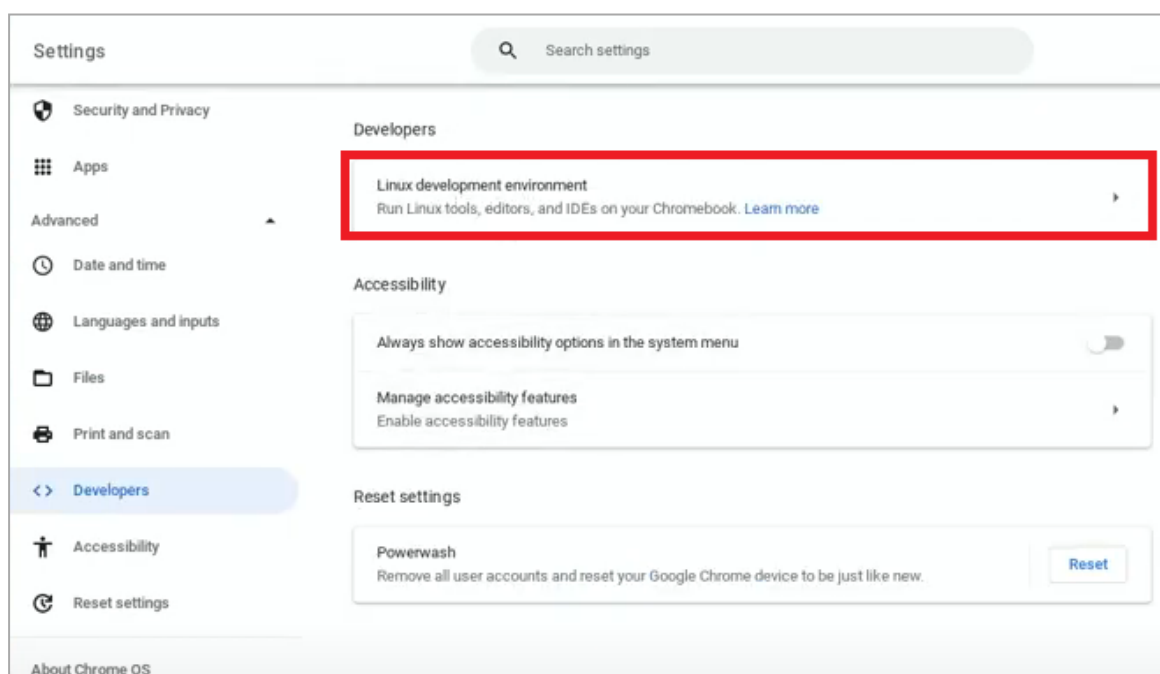 Settings
Search settings
Security and Privacy
Apps
Advanced
Date and time
Languages and inputs
Files
Print and scan
Developers
Accessibility
Reset settings
About Chrome OS
Developers
Linux development environment
Run Linux tools, editors, and IDEs on your Chromebook. Learn more
Accessibility
Always show accessibility options in the system menu
Manage accessibility features
Enable accessibility features
Reset settings
Powerwash
Remove all user accounts and reset your Google Chrome device to be just like new.
Reset